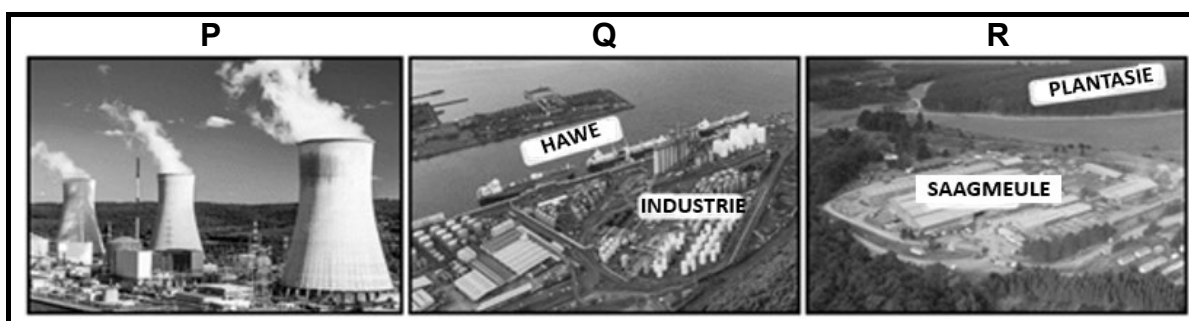 P
Q
R
HAWE
INDUSTRIE
PLANTASIE
SAAGMEULE